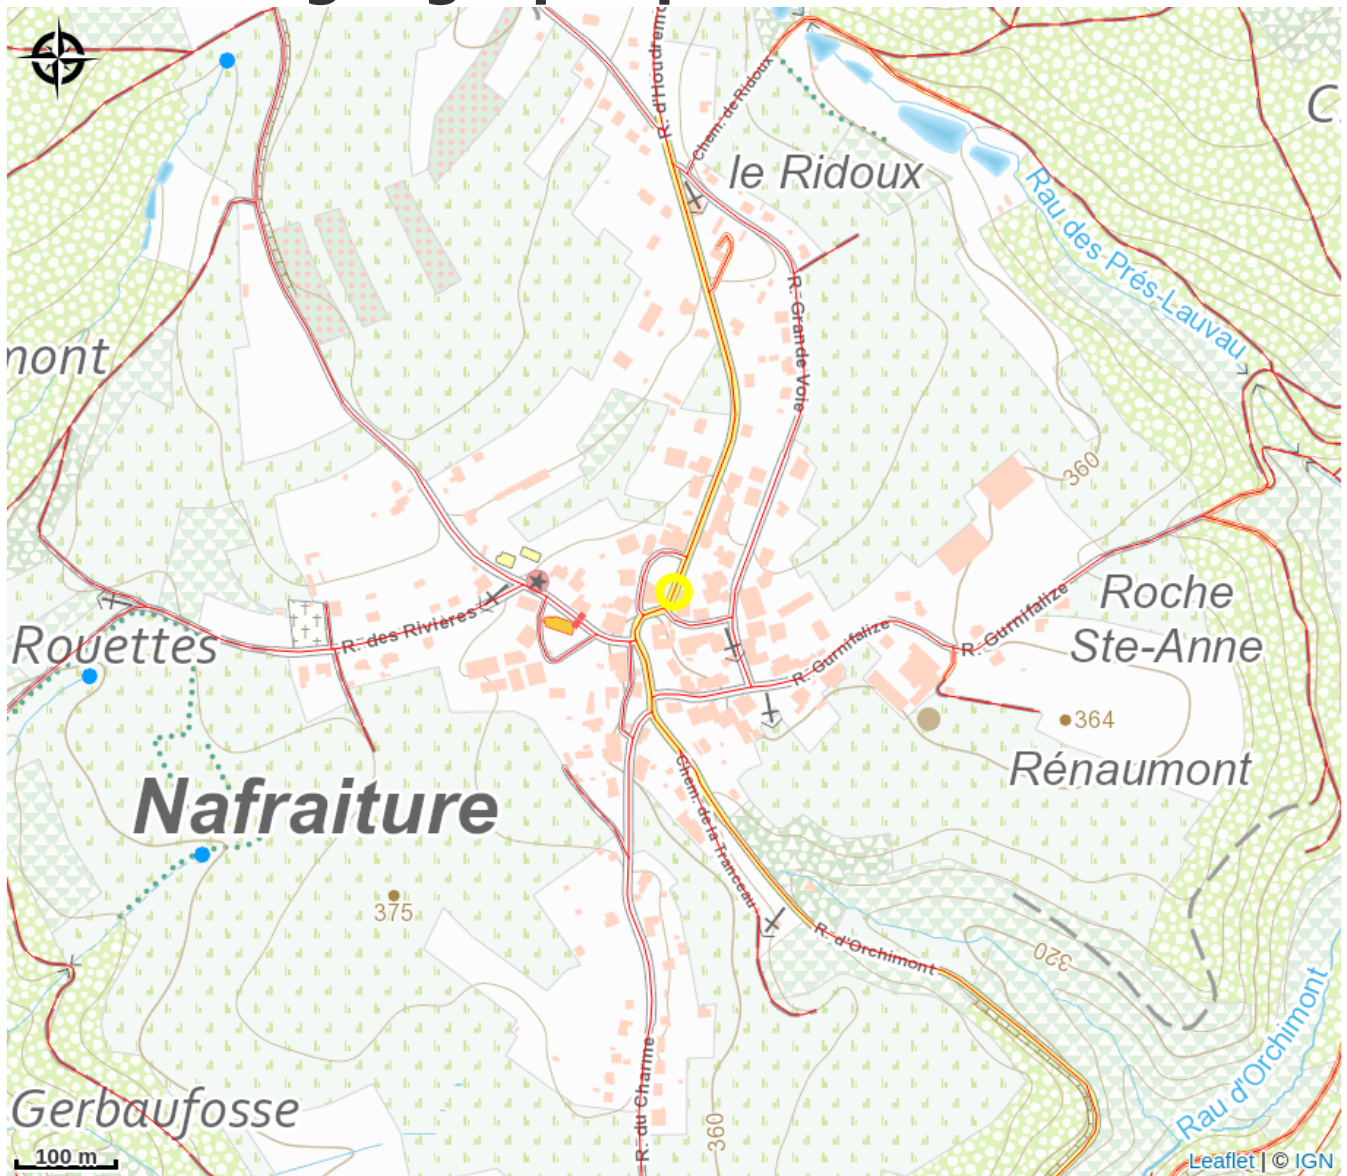 R. d'Hondremo
Chem. de Ridoux
le Ridoux
C
Rau des Prés-Lauvau
R. Grande Voie
mont
360
Roche
Ste-Anne
R. Gurnifalize
R. Gurnifalize
R. des Rivières
Rouettes
364
Rénaumont
Nafraiture
Chem. de la Tranceau
375
R. d'Orchimont
320
Rau d'Orchimont
R. du Charme
360
Gerbaufosse
100 m
Leaflet | © IGN